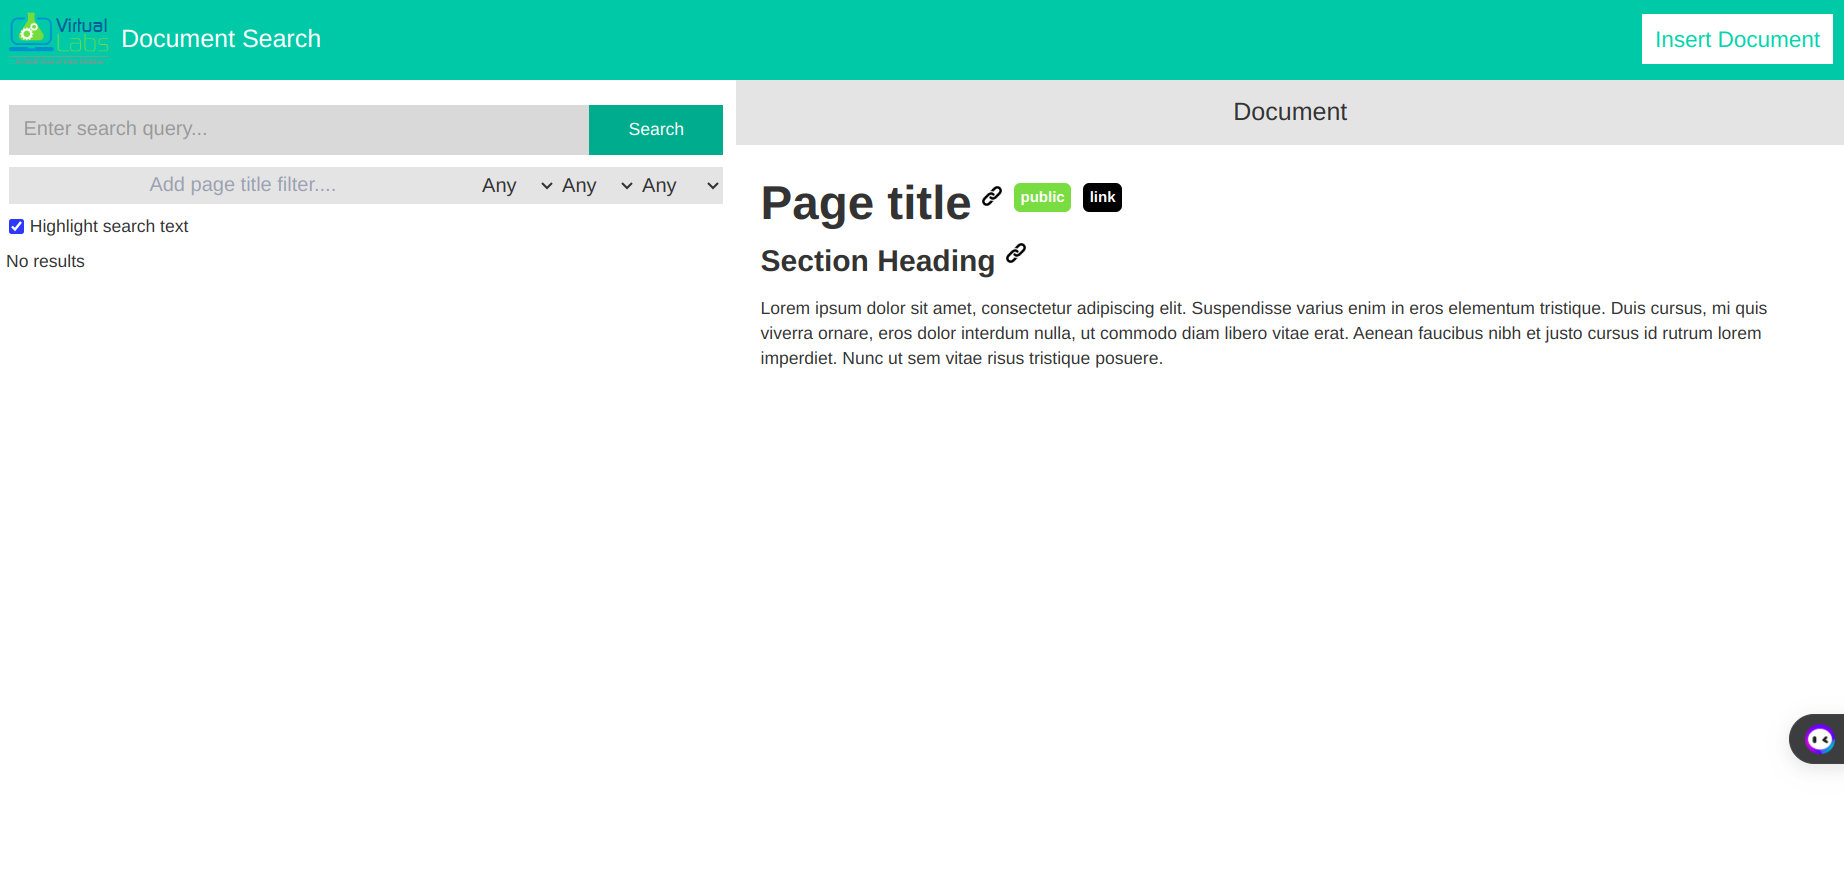 Virtual
Labs
Document Search
Insert Document
Enter search query...
Search
Add page title filter....
Any
Any
Any
Highlight search text
No results
Document
Page title
public
link
Section Heading
Lorem ipsum dolor sit amet, consectetur adipiscing elit. Suspendisse varius enim in eros elementum tristique. Duis cursus, mi quis
viverra ornare, eros dolor interdum nulla, ut commodo diam libero vitae erat. Aenean faucibus nibh et justo cursus id rutrum lorem
imperdiet. Nunc ut sem vitae risus tristique posuere.